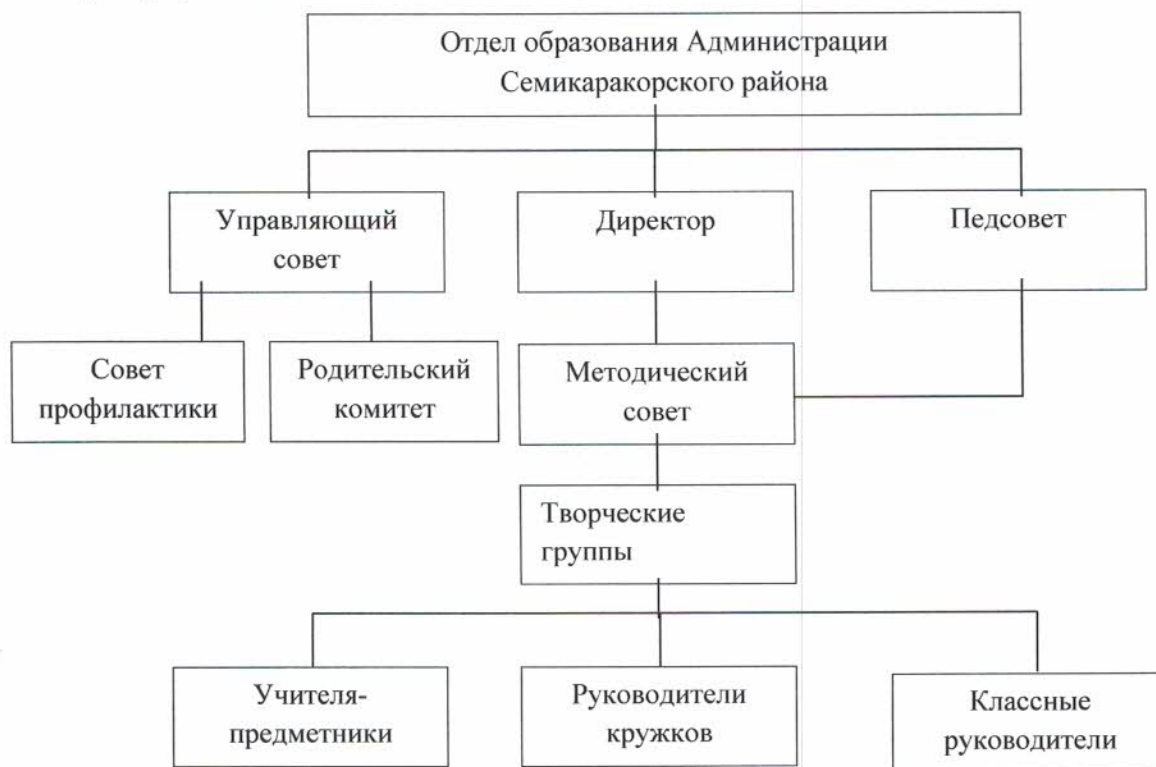 Отдел образования Администрации
Семикаракорского района
Управляющий
совет
Директор
Педсовет
Совет
профилактики
Родительский
комитет
Методический
совет
Творческие
группы
Учителя-
предметники
Руководители
кружков
Классные
руководители